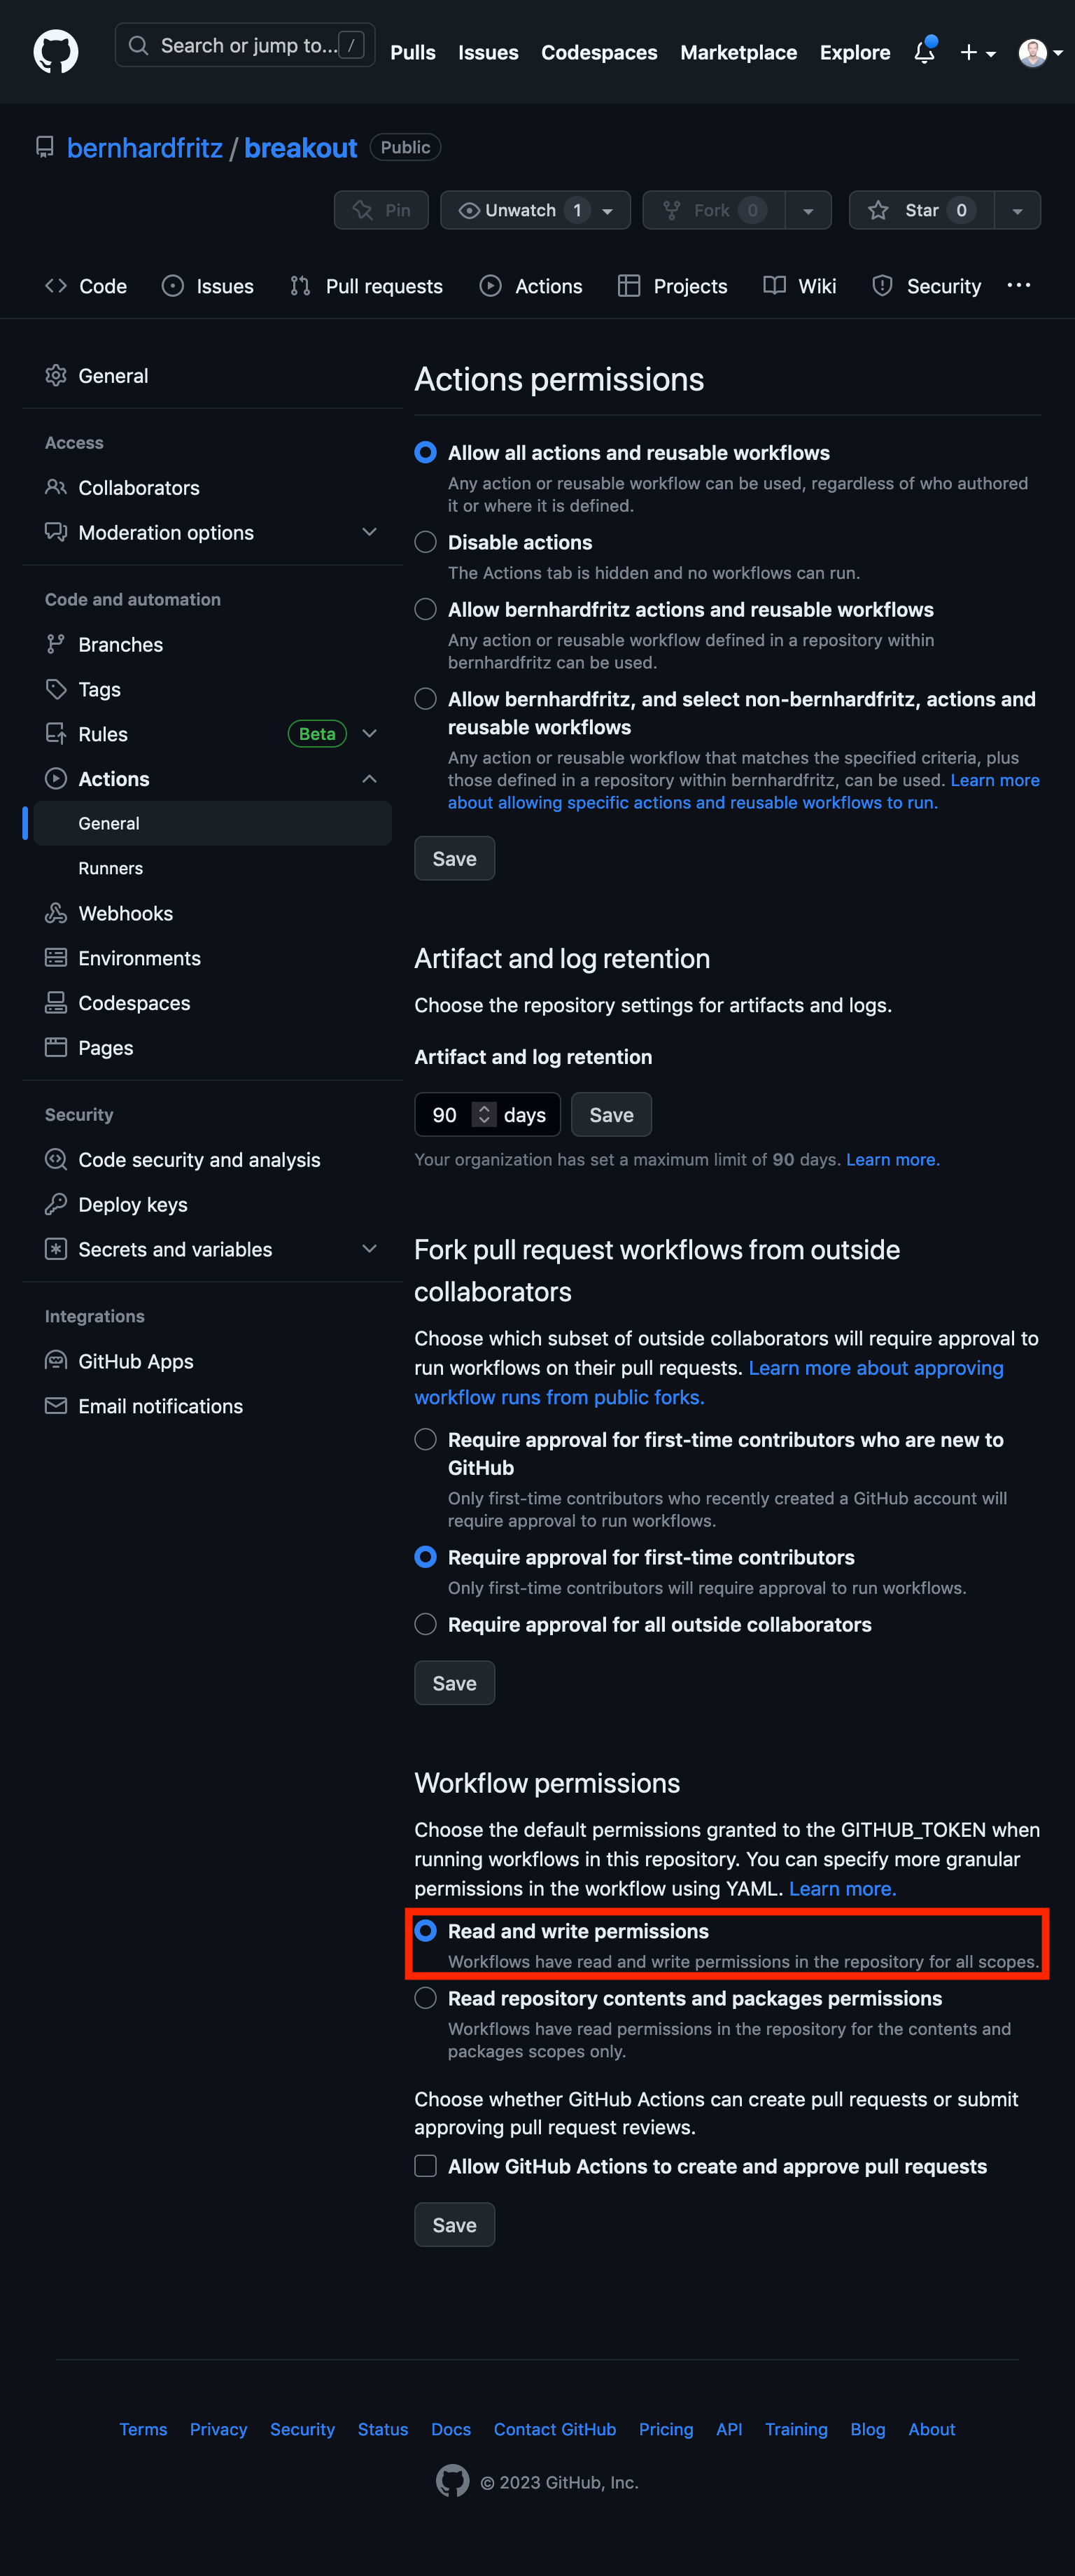 Search or jump to... / Pulls Issues Codespaces Marketplace Explore
bernhardfritz / breakout Public
Pin Unwatch 1 Fork 0 Star 0
Code Issues Pull requests Actions Projects Wiki Security
General
Access
Collaborators
Moderation options
Code and automation
Branches
Tags
Rules Beta
Actions
General
Runners
Webhooks
Environments
Codespaces
Pages
Security
Code security and analysis
Deploy keys
Secrets and variables
Integrations
GitHub Apps
Email notifications
Actions permissions
Allow all actions and reusable workflows
Any action or reusable workflow can be used, regardless of who authored
it or where it is defined.
Disable actions
The Actions tab is hidden and no workflows can run.
Allow bernhardfritz actions and reusable workflows
Any action or reusable workflow defined in a repository within
bernhardfritz can be used.
Allow bernhardfritz, and select non-bernhardfritz, actions and
reusable workflows
Any action or reusable workflow that matches the specified criteria, plus
those defined in a repository within bernhardfritz, can be used. Learn more
about allowing specific actions and reusable workflows to run.
Save
Artifact and log retention
Choose the repository settings for artifacts and logs.
Artifact and log retention
90 days Save
Your organization has set a maximum limit of 90 days. Learn more.
Fork pull request workflows from outside
collaborators
Choose which subset of outside collaborators will require approval to
run workflows on their pull requests. Learn more about approving
workflow runs from public forks.
Require approval for first-time contributors who are new to
GitHub
Only first-time contributors who recently created a GitHub account will
require approval to run workflows.
Require approval for first-time contributors
Only first-time contributors will require approval to run workflows.
Require approval for all outside collaborators
Save
Workflow permissions
Choose the default permissions granted to the GITHUB_TOKEN when
running workflows in this repository. You can specify more granular
permissions in the workflow using YAML. Learn more.
Read and write permissions
Workflows have read and write permissions in the repository for all scopes.
Read repository contents and packages permissions
Workflows have read permissions in the repository for the contents and
packages scopes only.
Choose whether GitHub Actions can create pull requests or submit
approving pull request reviews.
Allow GitHub Actions to create and approve pull requests
Save
Terms Privacy Security Status Docs Contact GitHub Pricing API Training Blog About
© 2023 GitHub, Inc.